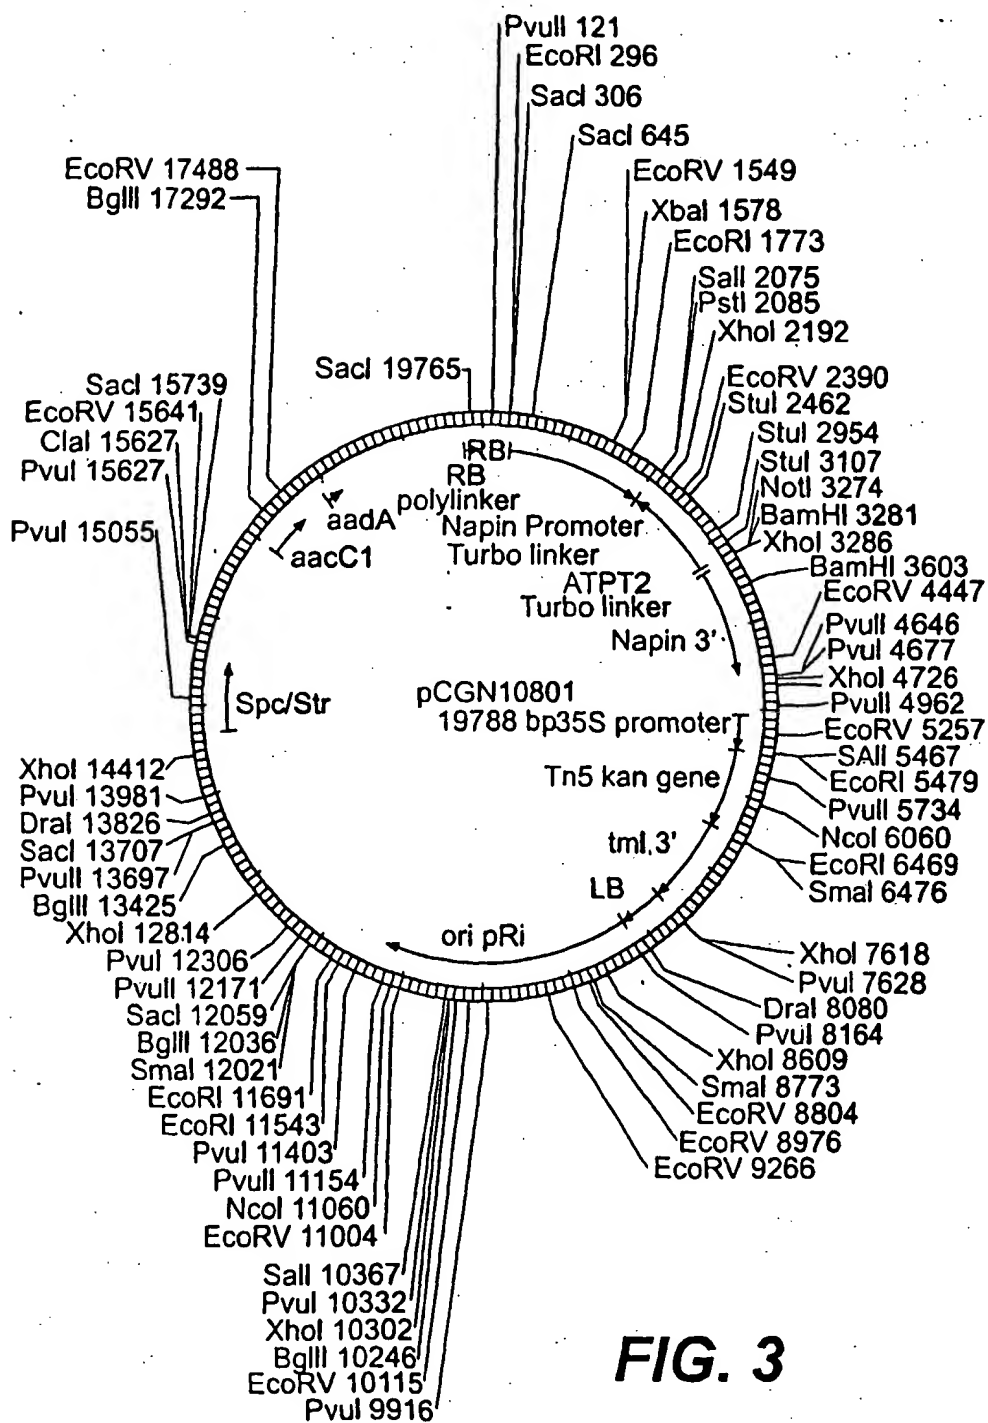 PvuII 121
EcoRI 296
SacI 306
SacI 645
EcoRV 1549
XbaI 1578
EcoRI 1773
SalI 2075
PstI 2085
XhoI 2192
EcoRV 2390
StuI 2462
StuI 2954
StuI 3107
NotI 3274
BamHI 3281
XhoI 3286
BamHI 3603
EcoRV 4447
PvuII 4646
PvuI 4677
XhoI 4726
PvuII 4962
EcoRV 5257
SAlI 5467
EcoRI 5479
PvuII 5734
NcoI 6060
EcoRI 6469
SmaI 6476
XhoI 7618
PvuI 7628
DraI 8080
PvuI 8164
XhoI 8609
SmaI 8773
EcoRV 8804
EcoRV 8976
EcoRV 9266
PvuI 9916
EcoRV 10115
BglII 10246
XhoI 10302
PvuI 10332
SalI 10367
EcoRV 11004
NcoI 11060
PvuII 11154
PvuI 11403
EcoRI 11543
EcoRI 11691
SmaI 12021
BglII 12036
SacI 12059
PvuII 12171
PvuI 12306
XhoI 12814
BglII 13425
PvuII 13697
SacI 13707
DraI 13826
PvuI 13981
XhoI 14412
PvuI 15055
PvuI 15627
ClaI 15627
EcoRV 15641
SacI 15739
BglII 17292
EcoRV 17488
SacI 19765
RB
RB
polylinker
Napin Promoter
Turbo linker
ATPT2
Turbo linker
Napin 3'
aadA
aacC1
Spc/Str
pCGN10801
19788 bp
35S promoter
Tn5 kan gene
tml,3'
LB
ori pRi
FIG. 3